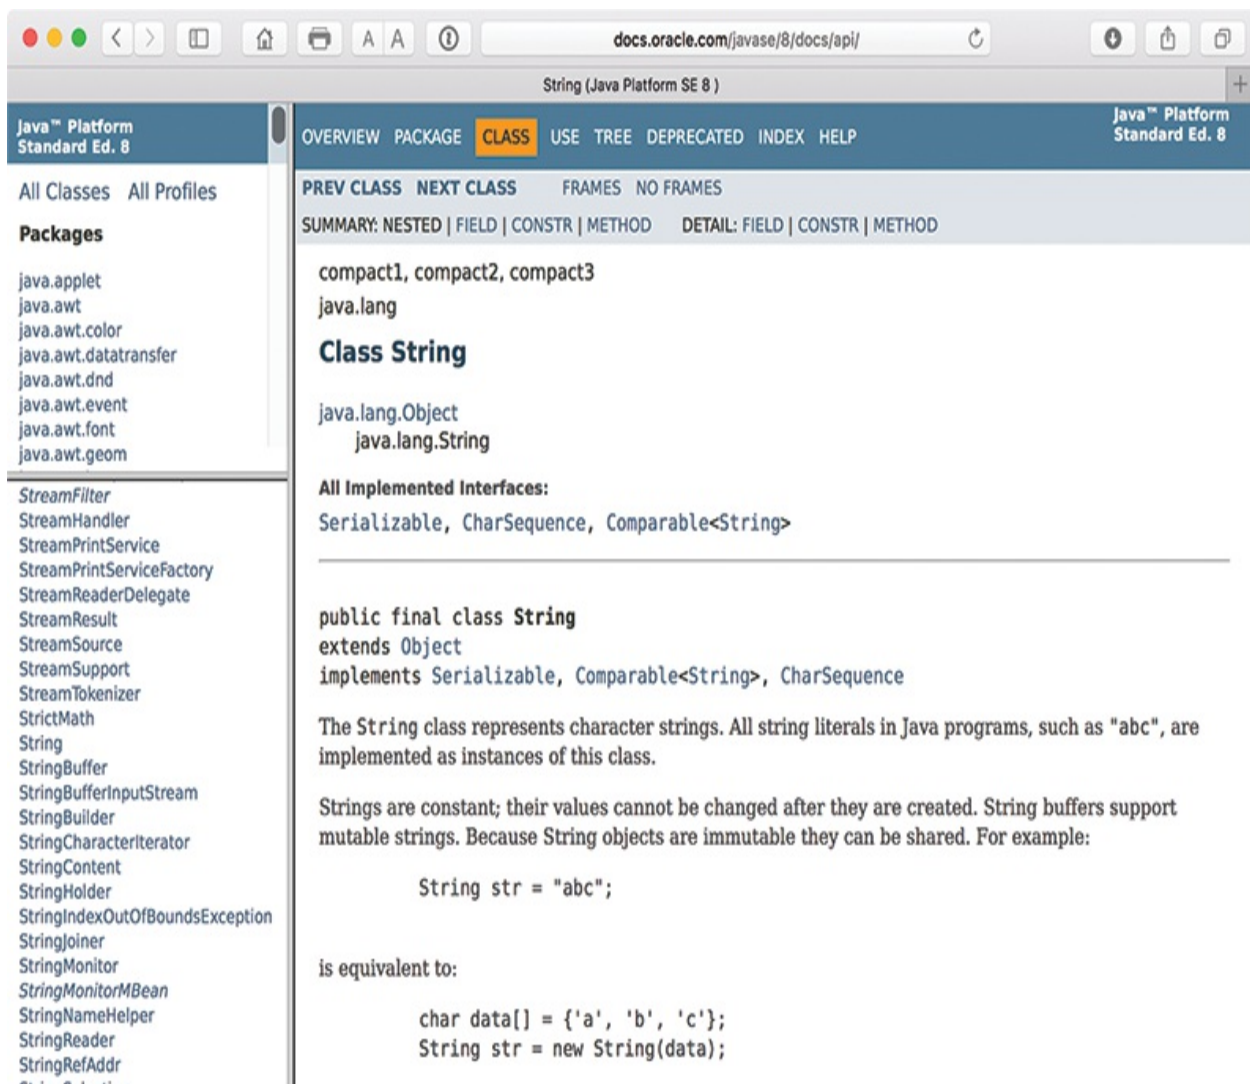 A A
docs.oracle.com/javase/8/docs/api/
String (Java Platform SE 8 )
+
Java™ Platform
Standard Ed. 8
All Classes All Profiles
Packages
java.applet
java.awt
java.awt.color
java.awt.datatransfer
java.awt.dnd
java.awt.event
java.awt.font
java.awt.geom
StreamFilter
StreamHandler
StreamPrintService
StreamPrintServiceFactory
StreamReaderDelegate
StreamResult
StreamSource
StreamSupport
StreamTokenizer
StrictMath
String
StringBuffer
StringBufferInputStream
StringBuilder
StringCharacterIterator
StringContent
StringHolder
StringIndexOutOfBoundsException
StringJoiner
StringMonitor
StringMonitorMBean
StringNameHelper
StringReader
StringRefAddr
OVERVIEW PACKAGE CLASS USE TREE DEPRECATED INDEX HELP
Java™ Platform
Standard Ed. 8
PREV CLASS NEXT CLASS FRAMES NO FRAMES
SUMMARY: NESTED | FIELD | CONSTR | METHOD DETAIL: FIELD | CONSTR | METHOD
compact1, compact2, compact3
java.lang
Class String
java.lang.Object
java.lang.String
All Implemented Interfaces:
Serializable, CharSequence, Comparable<String>
public final class String
extends Object
implements Serializable, Comparable<String>, CharSequence
The String class represents character strings. All string literals in Java programs, such as "abc", are
implemented as instances of this class.
Strings are constant; their values cannot be changed after they are created. String buffers support
mutable strings. Because String objects are immutable they can be shared. For example:
String str = "abc";
is equivalent to:
char data[] = {'a', 'b', 'c'};
String str = new String(data);